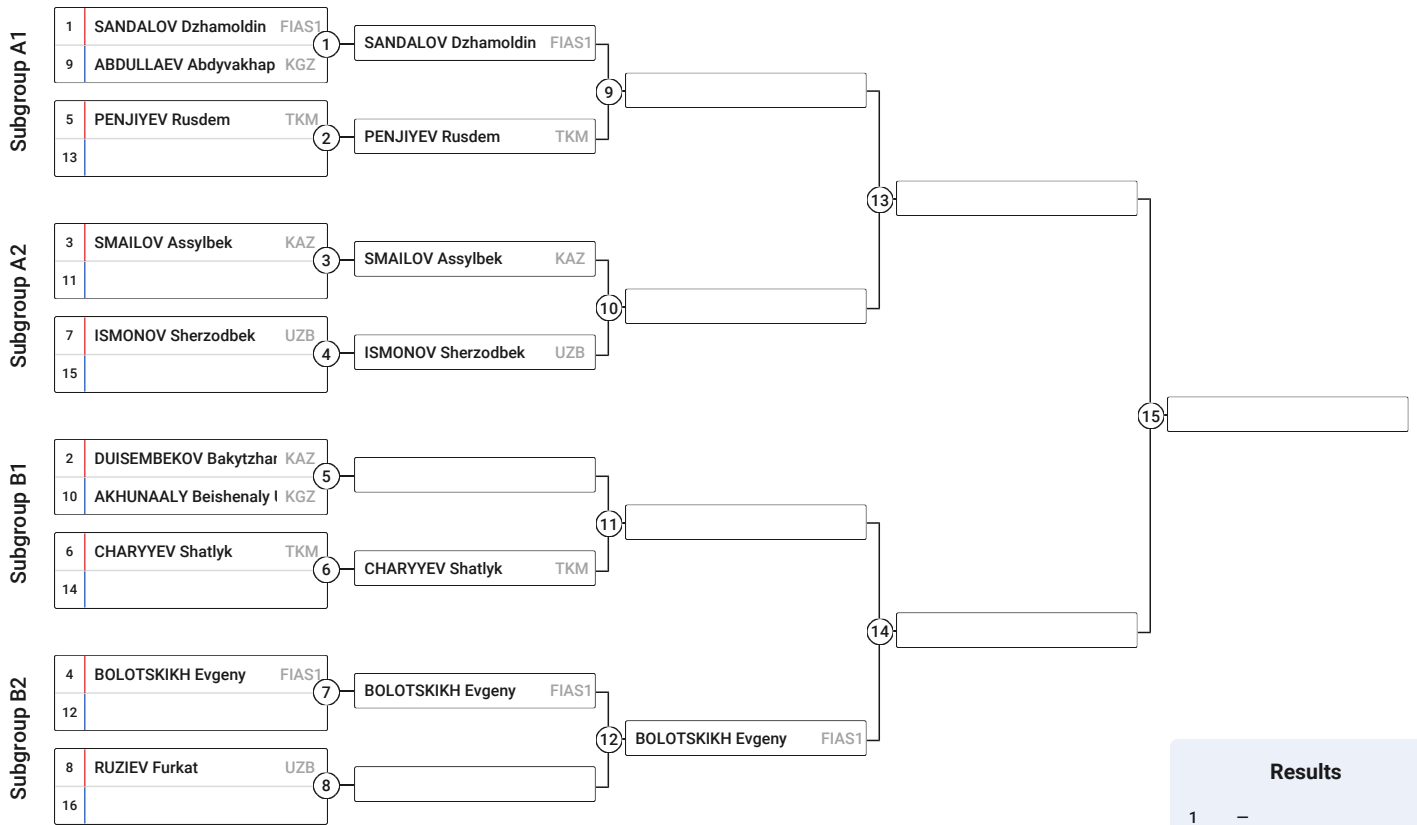 Subgroup A1
1 SANDALOV Dzhamoldin FIAS1
9 ABDULLAEV Abdyvakhap KGZ
1
SANDALOV Dzhamoldin FIAS1
5 PENJIYEV Rusdem TKM
13
2
PENJIYEV Rusdem TKM
9
Subgroup A2
3 SMAILOV Assylbek KAZ
11
3
SMAILOV Assylbek KAZ
7 ISMONOV Sherzodbek UZB
15
4
ISMONOV Sherzodbek UZB
10
13
Subgroup B1
2 DUISEMBEKOV Bakytzhar KAZ
10 AKHUNAALY Beishenaly KGZ
5
6 CHARYYEV Shatlyk TKM
14
6
CHARYYEV Shatlyk TKM
11
Subgroup B2
4 BOLOTSKIKH Evgeny FIAS1
12
7
BOLOTSKIKH Evgeny FIAS1
8 RUZIEV Furkat UZB
16
8
12
BOLOTSKIKH Evgeny FIAS1
14
15
Results
1 –